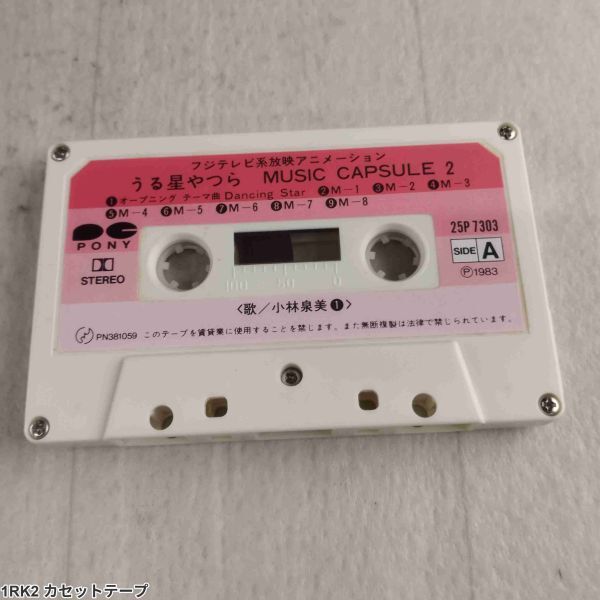 フジテレビ系放映アニメーション
うる星やつら MUSIC CAPSULE 2
❶オープニング テーマ曲 Dancing Star ❷M-1 ❸M-2 ❹M-3
❺M-4 ❻M-5 ❼M-6 ❽M-7 ❾M-8
PONY
25P 7303
SIDE A
STEREO
Ⓟ1983
100 50 0
〈歌/小林泉美❶〉
PN381059 このテープを賃貸業に使用することを禁じます。また無断複製は法律で禁じられています。
1RK2 カセットテープ